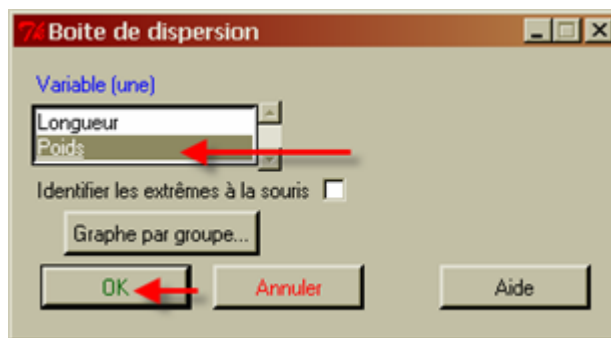 Boite de dispersion
Variable (une)
Longueur
Poids
Identifier les extrêmes à la souris
Graphe par groupe...
OK
Annuler
Aide